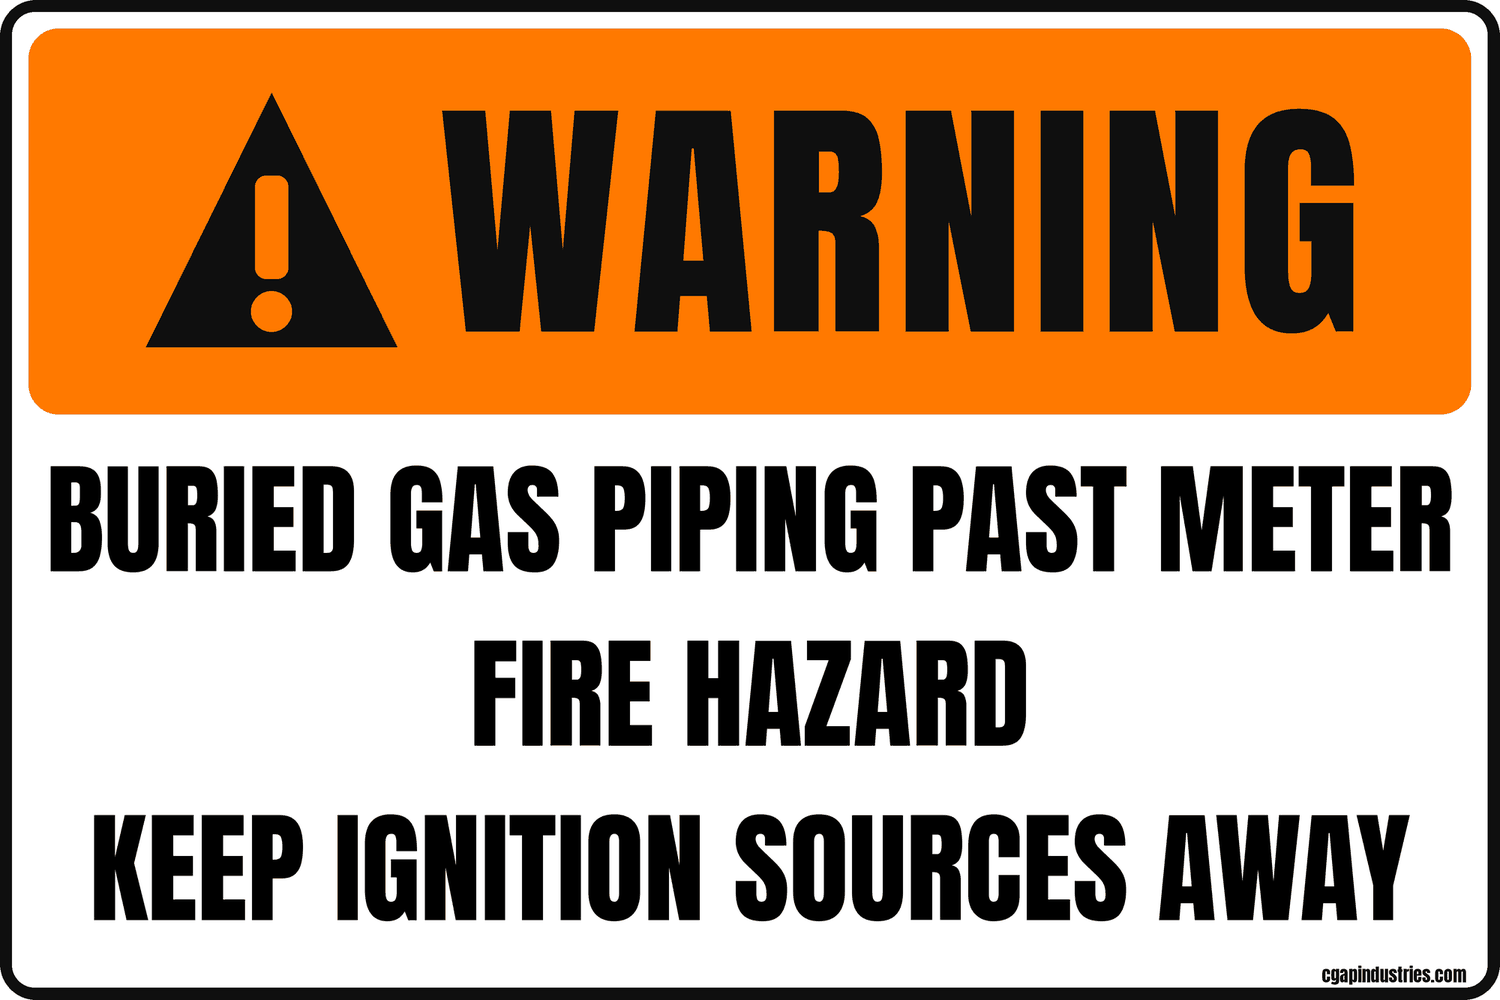 WARNING
BURIED GAS PIPING PAST METER
FIRE HAZARD
KEEP IGNITION SOURCES AWAY
cgapindustries.com